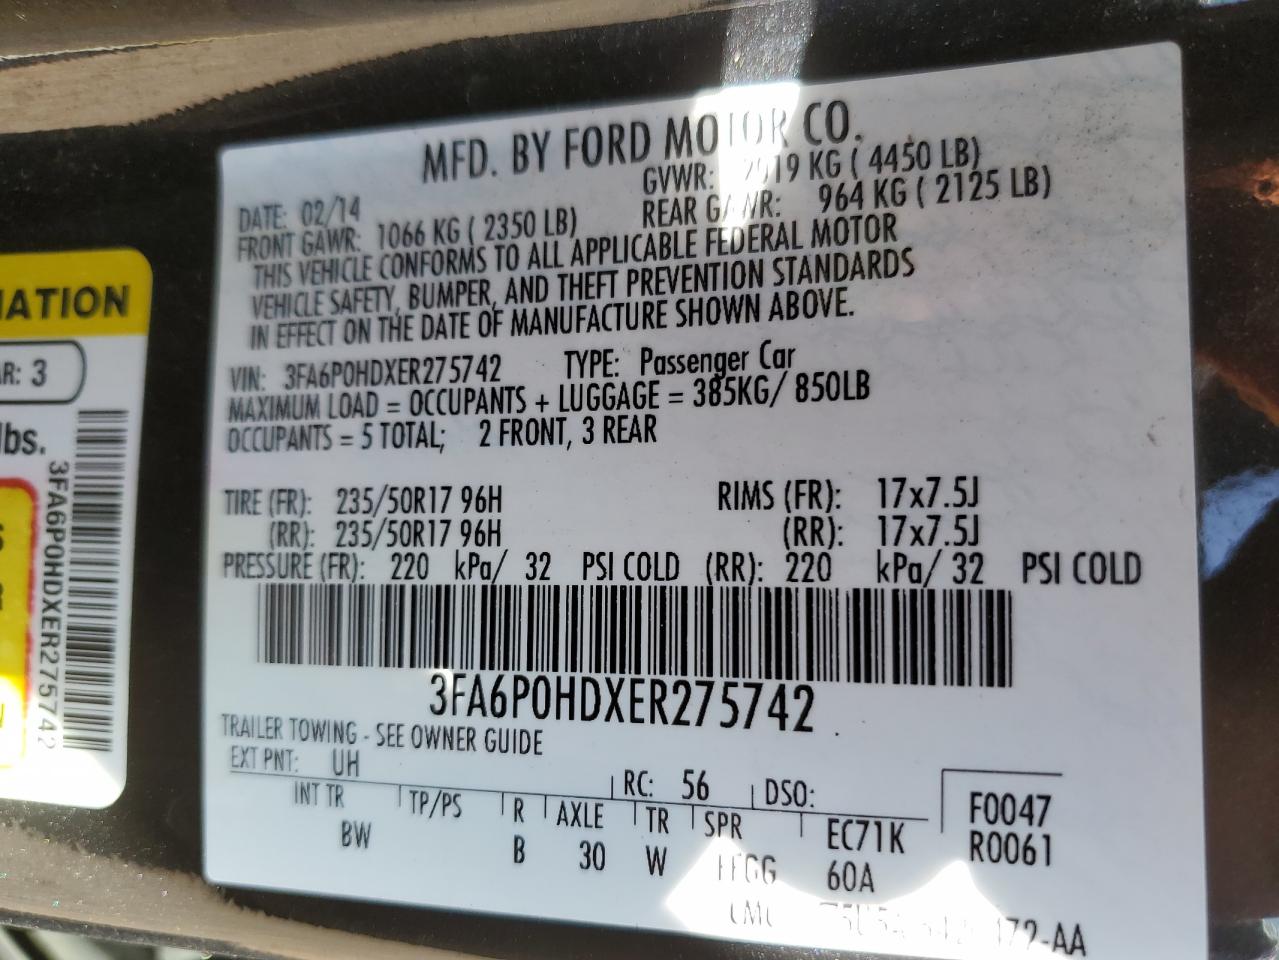 MFD. BY FORD MOTOR CO.
DATE: 02/14 GVWR: 2019 KG ( 4450 LB)
FRONT GAWR: 1066 KG ( 2350 LB) REAR GAWR: 964 KG ( 2125 LB)
THIS VEHICLE CONFORMS TO ALL APPLICABLE FEDERAL MOTOR
VEHICLE SAFETY, BUMPER, AND THEFT PREVENTION STANDARDS
IN EFFECT ON THE DATE OF MANUFACTURE SHOWN ABOVE.
VIN: 3FA6P0HDXER275742 TYPE: Passenger Car
MAXIMUM LOAD = OCCUPANTS + LUGGAGE = 385KG/ 850LB
OCCUPANTS = 5 TOTAL; 2 FRONT, 3 REAR
TIRE (FR): 235/50R17 96H RIMS (FR): 17x7.5J
(RR): 235/50R17 96H (RR): 17x7.5J
PRESSURE (FR): 220 kPa/ 32 PSI COLD (RR): 220 kPa/ 32 PSI COLD
3FA6P0HDXER275742
TRAILER TOWING - SEE OWNER GUIDE
EXT PNT: UH RC: 56 DSO: F0047
INT TR TP/PS R AXLE TR SPR EC71K R0061
BW B 30 W 60A
-AA
MATION
AR: 3
lbs.
3FA6P0HDXER275742